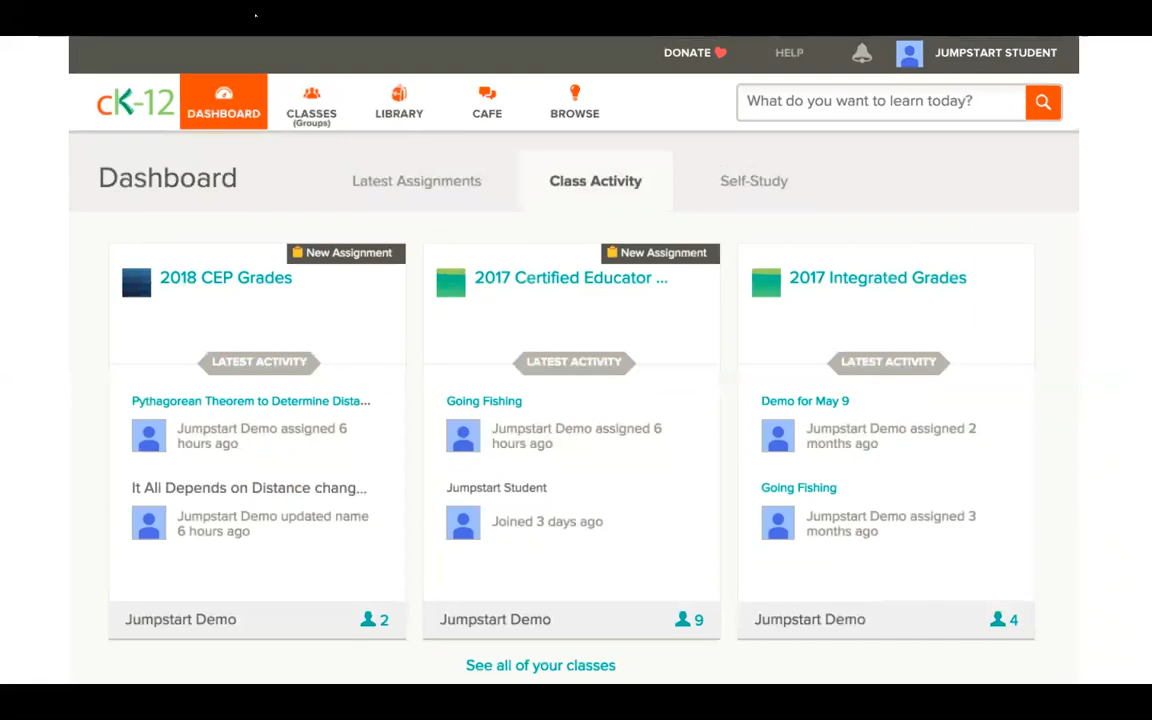 DONATE
HELP
JUMPSTART STUDENT
cK-12
DASHBOARD
CLASSES
(Groups)
LIBRARY
CAFE
BROWSE
What do you want to learn today?
Dashboard
Latest Assignments
Class Activity
Self-Study
New Assignment
2018 CEP Grades
LATEST ACTIVITY
Pythagorean Theorem to Determine Dista...
Jumpstart Demo assigned 6
hours ago
It All Depends on Distance chang...
Jumpstart Demo updated name
6 hours ago
Jumpstart Demo
2
New Assignment
2017 Certified Educator ...
LATEST ACTIVITY
Going Fishing
Jumpstart Demo assigned 6
hours ago
Jumpstart Student
Joined 3 days ago
Jumpstart Demo
9
2017 Integrated Grades
LATEST ACTIVITY
Demo for May 9
Jumpstart Demo assigned 2
months ago
Going Fishing
Jumpstart Demo assigned 3
months ago
Jumpstart Demo
4
See all of your classes